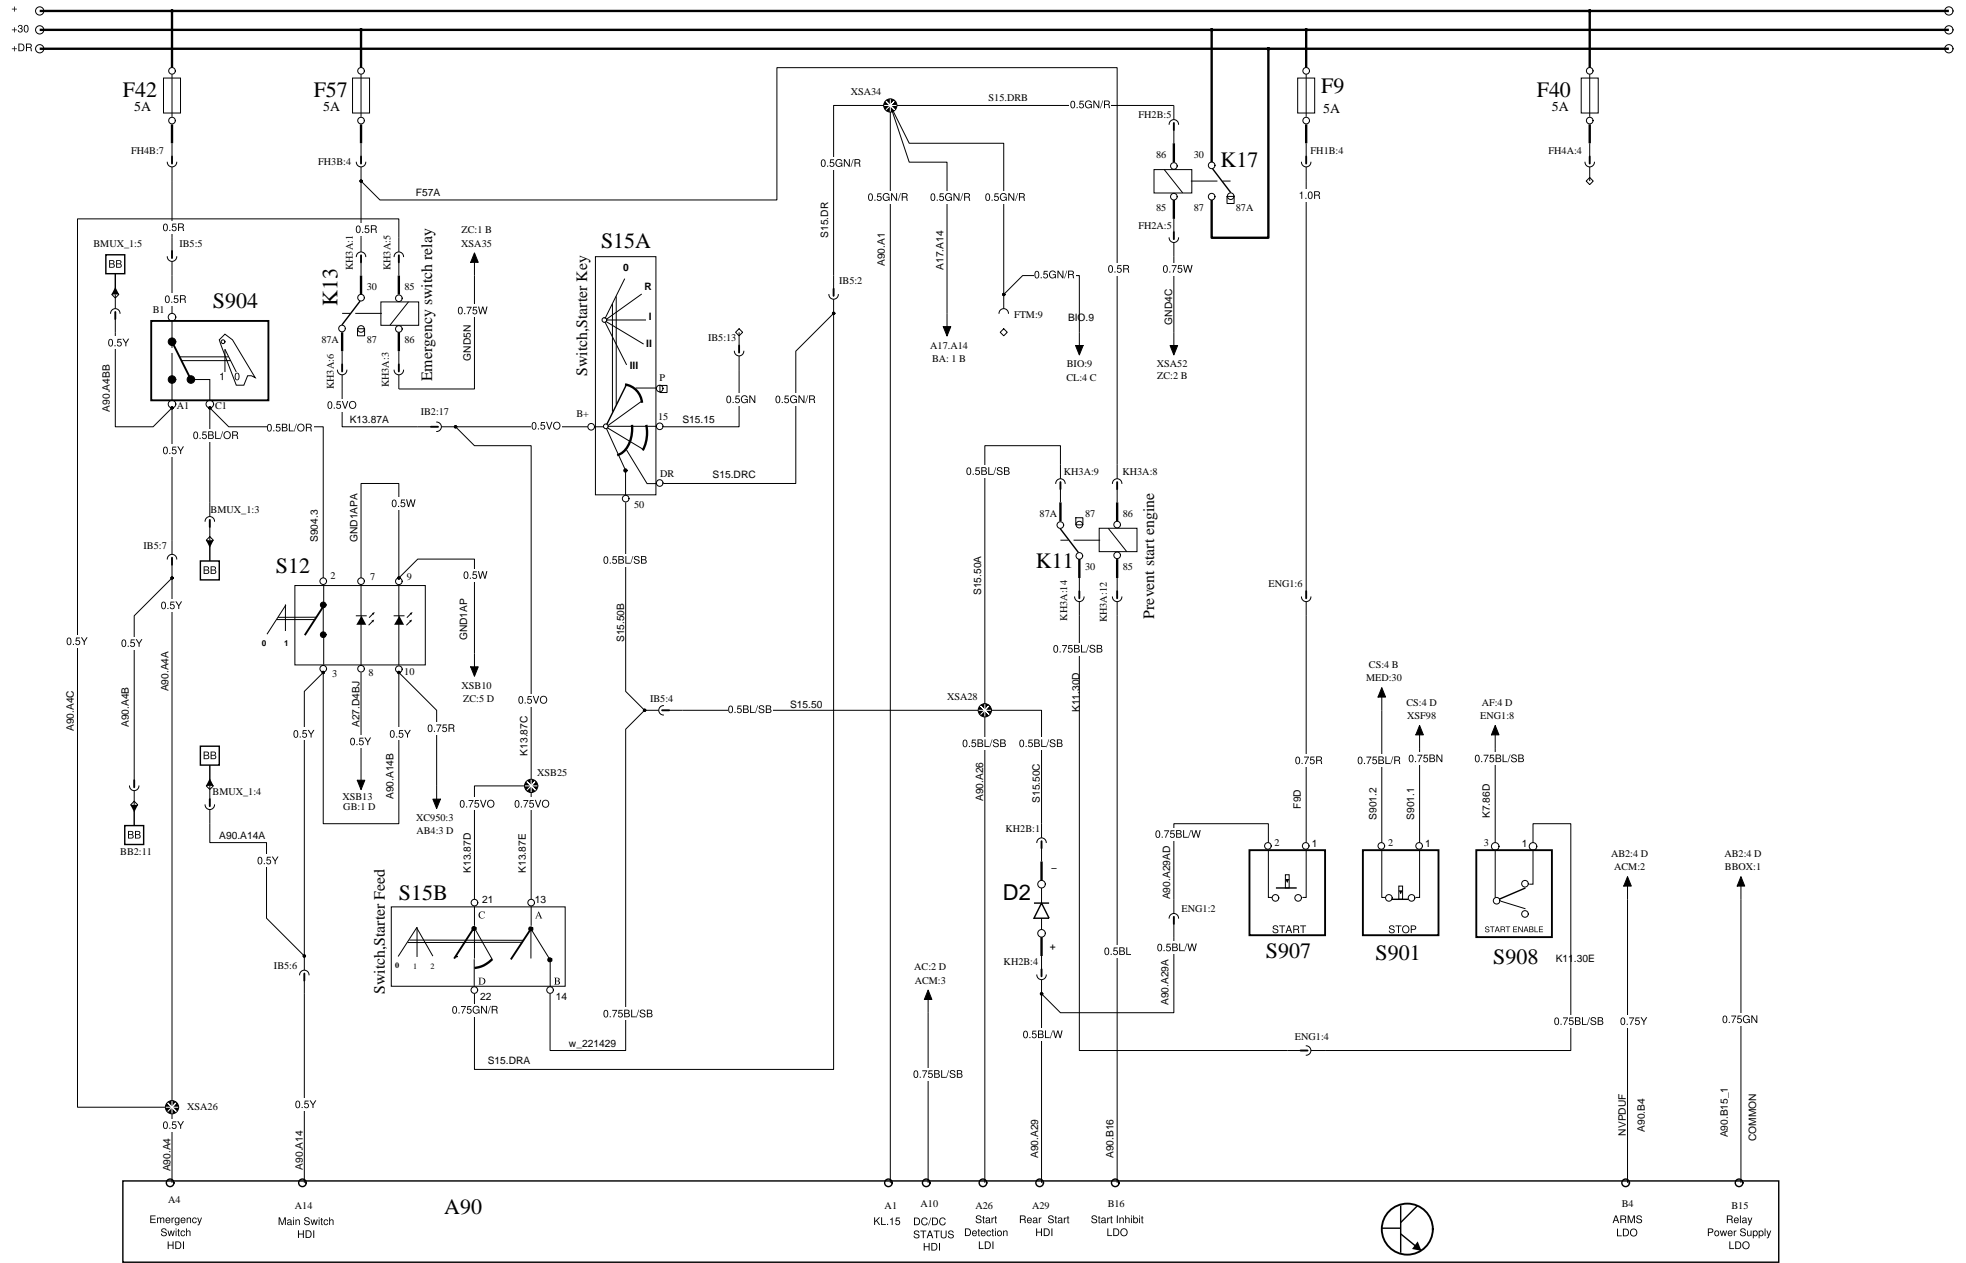 +
+30
+DR
F42
5A
F57
5A
F9
5A
F40
5A
FH4B:7
FH3B:4
FH1B:4
FH4A:4
XSA34
S15.DRB
0.5GN/R
FH2B:5
86
30
K17
85
87
87A
FH2A:5
0.75W
GND4C
XSA52
ZC:2 B
1.0R
F57A
0.5GN/R
S15.DR
0.5GN/R
A90.A1
0.5GN/R
A17.A14
A17.A14
BA: 1 B
0.5GN/R
0.5GN/R
FTM:9
BIO.9
BIO:9
CL:4 C
0.5R
0.5R
IB5:5
BMUX_1:5
BB
0.5Y
A90.A4BB
0.5R
B1
S904
1 0
A1
C1
0.5BL/OR
0.5BL/OR
0.5Y
0.5R
KH3A:1
KH3A:5
K13
30
85
87A
87
86
KH3A:6
KH3A:3
Emergency switch relay
ZC:1 B
XSA35
0.75W
GND5N
0.5VO
K13.87A
IB2:17
0.5VO
B+
S15A
Switch,Starter Key
0
R
I
II
III
P
15
DR
50
S15.15
0.5GN
IB5:13
S15.DRC
0.5GN/R
IB5:2
BMUX_1:3
BB
IB5:7
0.5Y
0.5Y
A90.A4B
A90.A4A
BB
BB2:11
0.5Y
A90.A4C
S904.3
GND1APA
0.5W
S12
2
7
9
0
1
3
8
10
0.5W
GND1AP
XSB10
ZC:5 D
0.5Y
A27.D4BJ
0.5Y
XSB13
GB:1 D
0.5Y
A90.A14B
0.75R
XC950:3
AB4:3 D
BB
BMUX_1:4
A90.A14A
0.5Y
IB5:6
0.5VO
K13.87C
XSB25
0.75VO
0.75VO
K13.87D
K13.87E
S15B
Switch,Starter Feed
21
13
C
A
0
1
2
D
B
22
14
0.75GN/R
w_221429
S15.DRA
0.75BL/SB
0.5BL/SB
S15.50B
IB5:4
0.5BL/SB
S15.50
XSA28
0.5BL/SB
S15.50A
KH3A:9
KH3A:8
87A
87
86
K11
30
85
KH3A:14
KH3A:12
Prevent start engine
0.75BL/SB
K11.30D
0.5BL/SB
0.5BL/SB
A90.A26
S15.50C
KH2B:1
−
D2
+
KH2B:4
0.5BL/W
0.5BL
AC:2 D
ACM:3
0.75BL/SB
0.75BL/W
A90.A29AD
ENG1:2
0.5BL/W
A90.A29A
ENG1:6
0.75R
F9D
2
1
START
S907
CS:4 B
MED:30
CS:4 D
XSF98
0.75BL/R
0.75BN
S901.2
S901.1
2
1
STOP
S901
AF:4 D
ENG1:8
0.75BL/SB
K7.86D
3
1
START ENABLE
S908
K11.30E
0.75BL/SB
ENG1:4
AB2:4 D
ACM:2
0.75Y
NVPDUF
A90.B4
AB2:4 D
BBOX:1
0.75GN
A90.B15_1
COMMON
XSA26
0.5Y
A90.A4
0.5Y
A90.A14
A90.A29
A90.B16
A4
Emergency
Switch
HDI
A14
Main Switch
HDI
A90
A1
KL.15
A10
DC/DC
STATUS
HDI
A26
Start
Detection
LDI
A29
Rear Start
HDI
B16
Start Inhibit
LDO
B4
ARMS
LDO
B15
Relay
Power Supply
LDO